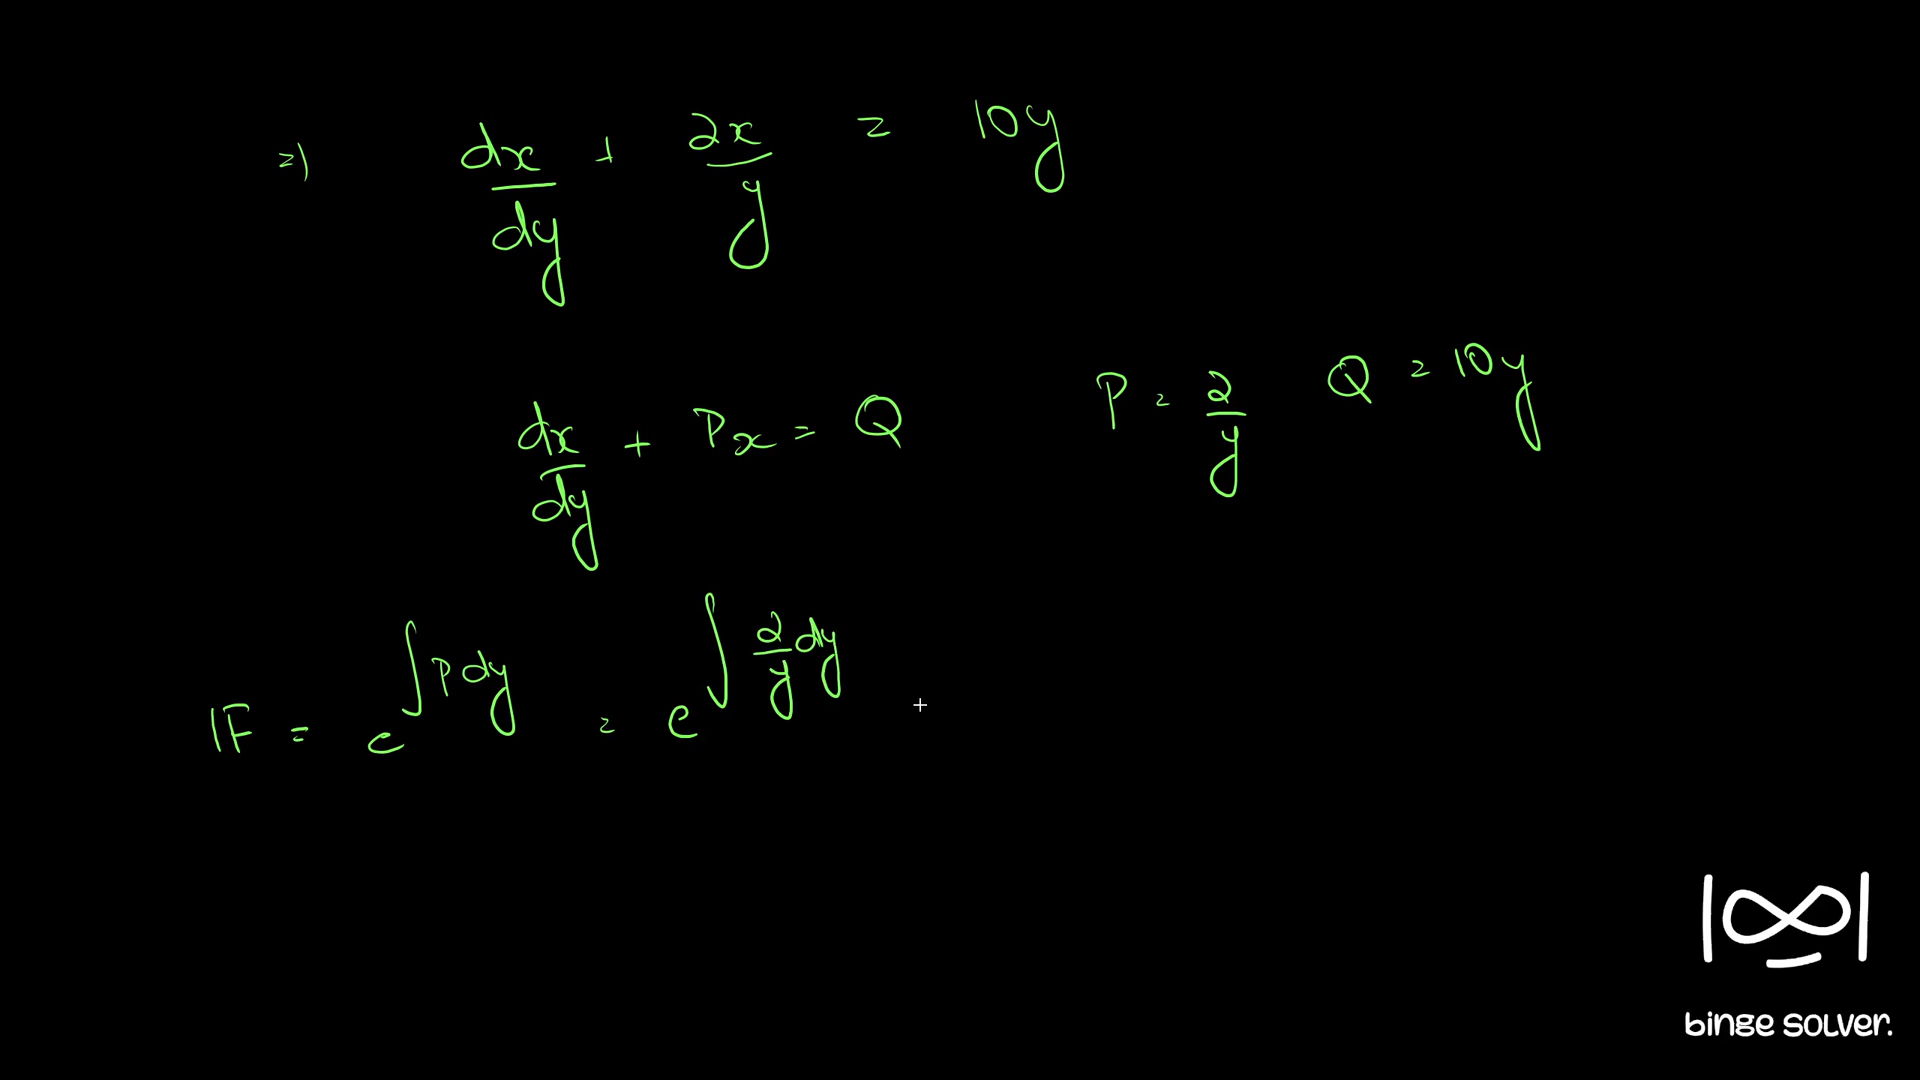 =) dx/dy + 2x/y = 10y
dx/dy + Px = Q P = 2/y Q = 10y
IF = e^∫P dy = e^∫2/y dy
binge solver.